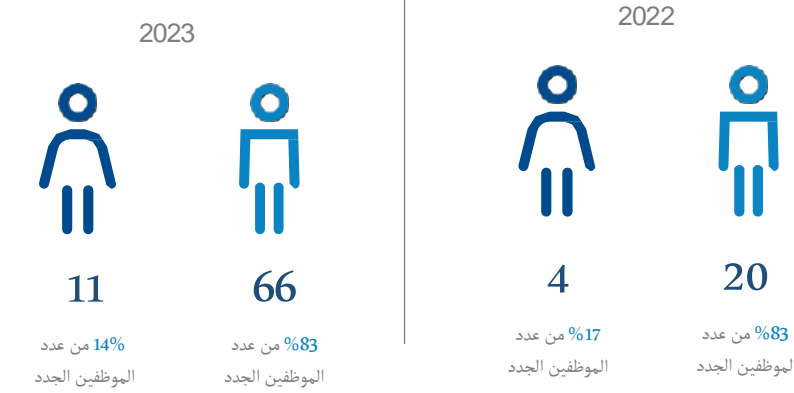 2022
20
83% من عدد
لموظفين الجدد
4
17% من عدد
الموظفين الجدد
2023
66
83% من عدد
الموظفين الجدد
11
14% من عدد
الموظفين الجدد